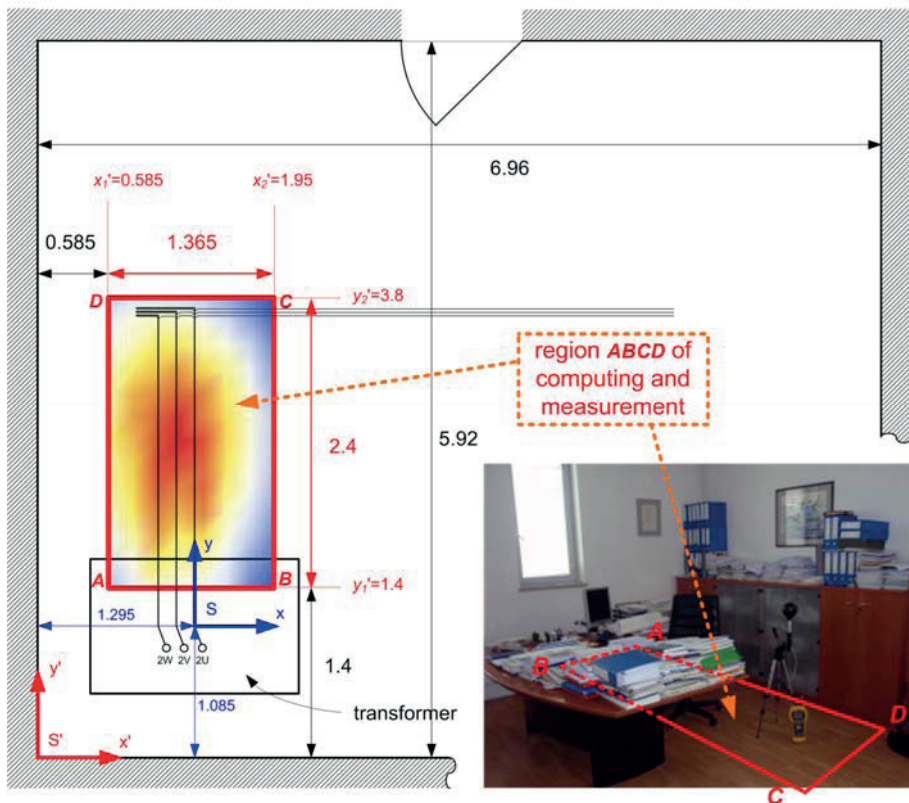 6.96
x₁'=0.585
x₂'=1.95
0.585
1.365
D
C
y₂'=3.8
region ABCD of
computing and
measurement
5.92
2.4
y
A
B
y₁'=1.4
S
x
1.295
2W
2V
2U
1.4
y'
1.085
transformer
S'
x'
A
B
D
C